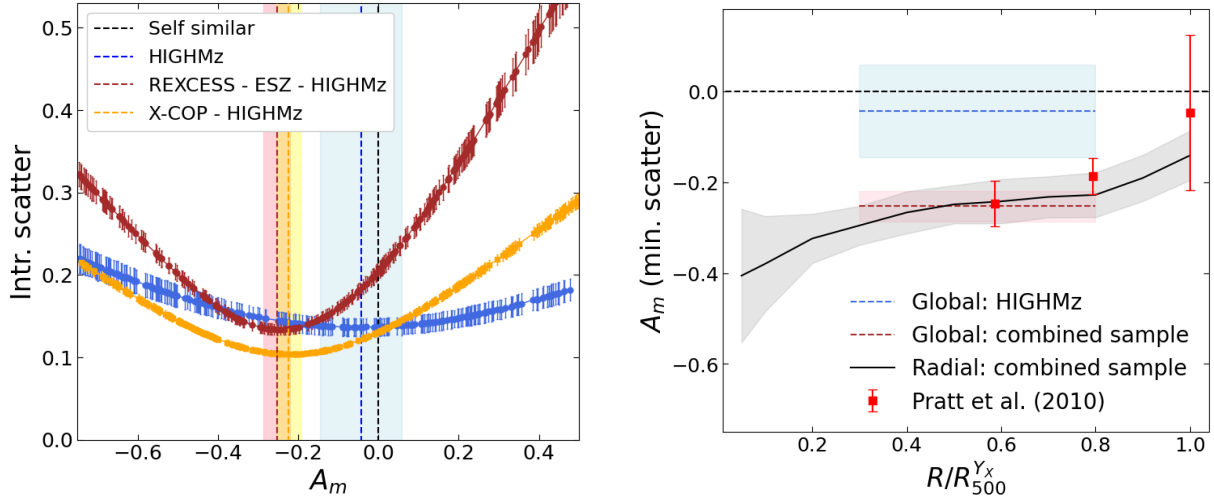 Intr. scatter
0.5
0.4
0.3
0.2
0.1
0.0
Self similar
HIGHMz
REXCESS - ESZ - HIGHMz
X-COP - HIGHMz
−0.6 −0.4 −0.2 0.0 0.2 0.4
A_m
A_m (min. scatter)
0.0
−0.2
−0.4
−0.6
Global: HIGHMz
Global: combined sample
Radial: combined sample
Pratt et al. (2010)
0.2 0.4 0.6 0.8 1.0
R/R_500^{Y_X}